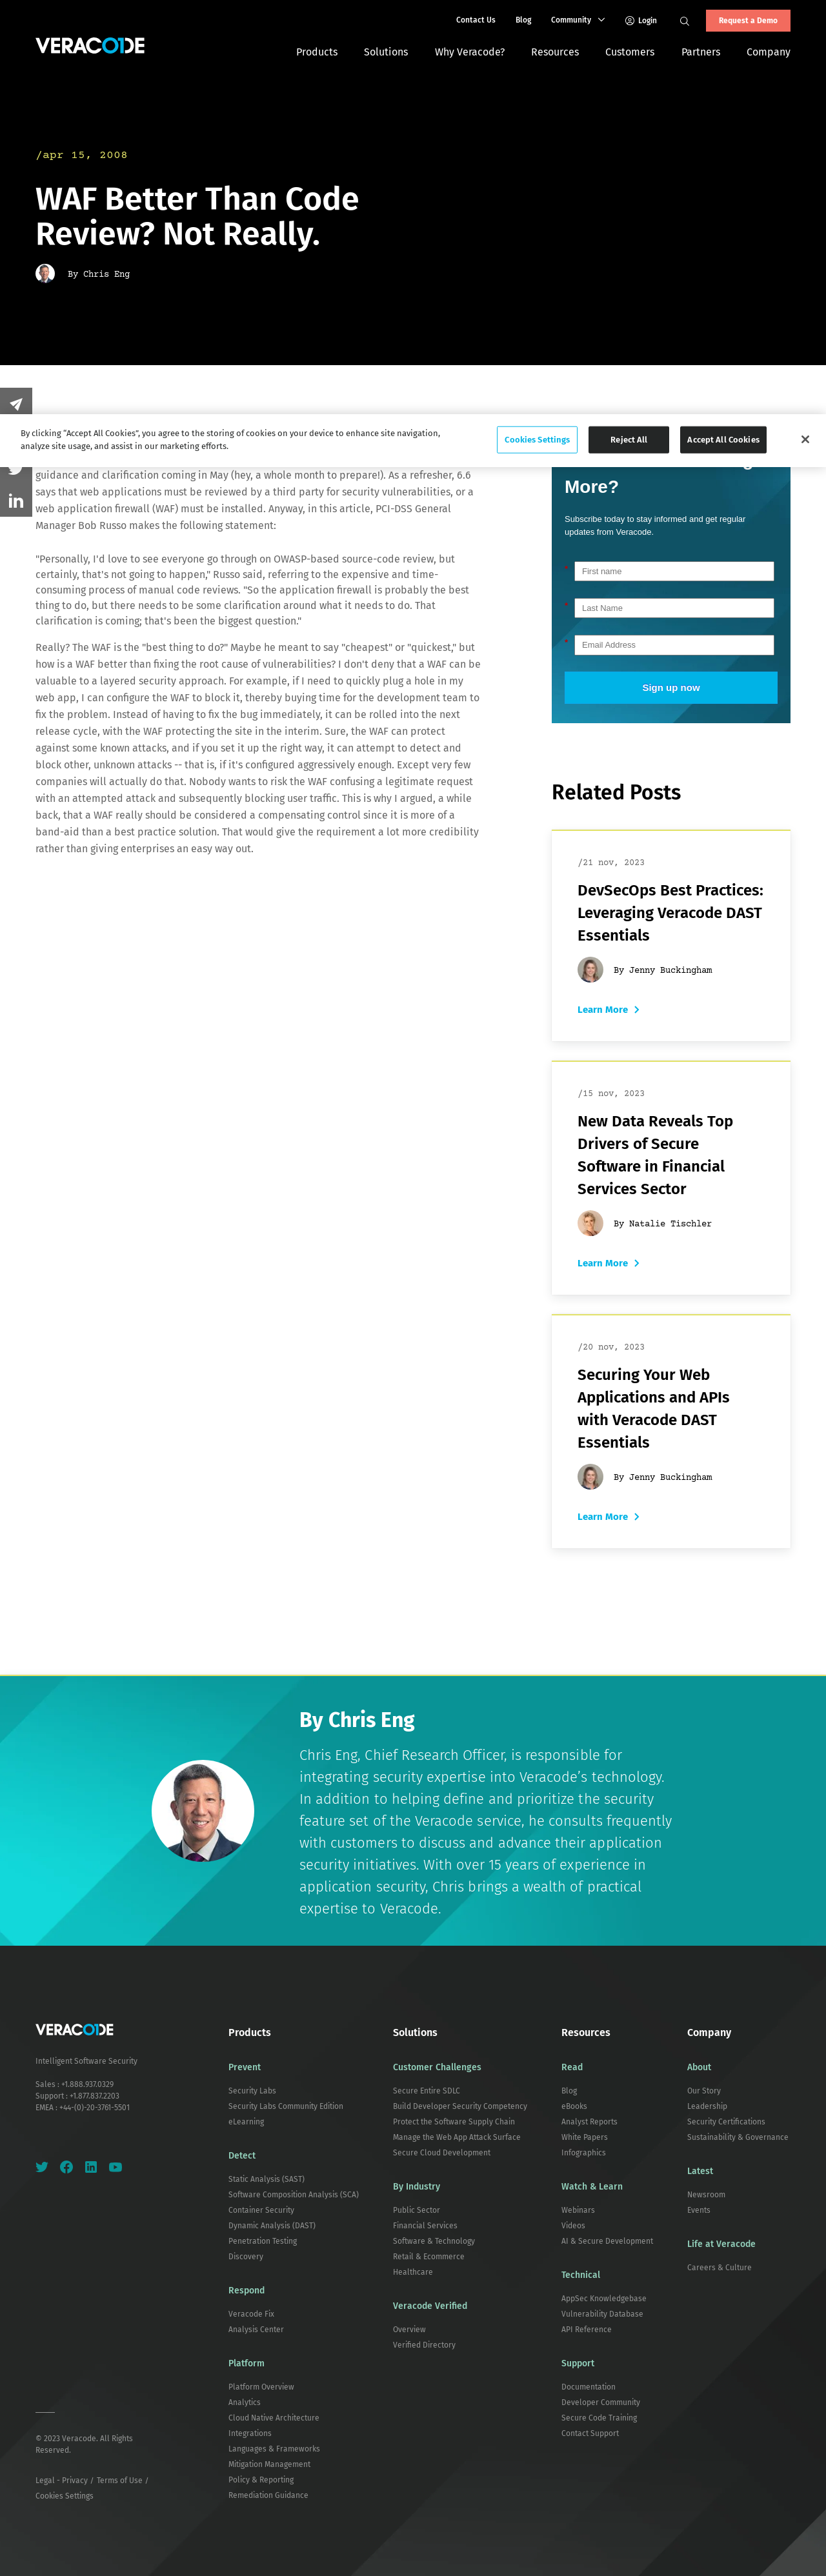 Contact Us
Blog
Community
Login
Request a Demo
VERACODE
Products
Solutions
Why Veracode?
Resources
Customers
Partners
Company
/apr 15, 2008
WAF Better Than Code
Review? Not Really.
By Chris Eng
By clicking “Accept All Cookies”, you agree to the storing of cookies on your device to enhance site navigation,
analyze site usage, and assist in our marketing efforts.
Cookies Settings
Reject All
Accept All Cookies
guidance and clarification coming in May (hey, a whole month to prepare!). As a refresher, 6.6
says that web applications must be reviewed by a third party for security vulnerabilities, or a
web application firewall (WAF) must be installed. Anyway, in this article, PCI-DSS General
Manager Bob Russo makes the following statement:
"Personally, I'd love to see everyone go through on OWASP-based source-code review, but
certainly, that's not going to happen," Russo said, referring to the expensive and time-
consuming process of manual code reviews. "So the application firewall is probably the best
thing to do, but there needs to be some clarification around what it needs to do. That
clarification is coming; that's been the biggest question."
Really? The WAF is the "best thing to do?" Maybe he meant to say "cheapest" or "quickest," but
how is a WAF better than fixing the root cause of vulnerabilities? I don't deny that a WAF can be
valuable to a layered security approach. For example, if I need to quickly plug a hole in my
web app, I can configure the WAF to block it, thereby buying time for the development team to
fix the problem. Instead of having to fix the bug immediately, it can be rolled into the next
release cycle, with the WAF protecting the site in the interim. Sure, the WAF can protect
against some known attacks, and if you set it up the right way, it can attempt to detect and
block other, unknown attacks -- that is, if it's configured aggressively enough. Except very few
companies will actually do that. Nobody wants to risk the WAF confusing a legitimate request
with an attempted attack and subsequently blocking user traffic. This is why I argued, a while
back, that a WAF really should be considered a compensating control since it is more of a
band-aid than a best practice solution. That would give the requirement a lot more credibility
rather than giving enterprises an easy way out.
More?
Subscribe today to stay informed and get regular
updates from Veracode.
* First name
* Last Name
* Email Address
Sign up now
Related Posts
/21 nov, 2023
DevSecOps Best Practices:
Leveraging Veracode DAST
Essentials
By Jenny Buckingham
Learn More
/15 nov, 2023
New Data Reveals Top
Drivers of Secure
Software in Financial
Services Sector
By Natalie Tischler
Learn More
/20 nov, 2023
Securing Your Web
Applications and APIs
with Veracode DAST
Essentials
By Jenny Buckingham
Learn More
By Chris Eng
Chris Eng, Chief Research Officer, is responsible for
integrating security expertise into Veracode’s technology.
In addition to helping define and prioritize the security
feature set of the Veracode service, he consults frequently
with customers to discuss and advance their application
security initiatives. With over 15 years of experience in
application security, Chris brings a wealth of practical
expertise to Veracode.
VERACODE
Intelligent Software Security
Sales : +1.888.937.0329
Support : +1.877.837.2203
EMEA : +44-(0)-20-3761-5501
© 2023 Veracode. All Rights
Reserved.
Legal - Privacy / Terms of Use /
Cookies Settings
Products
Prevent
Security Labs
Security Labs Community Edition
eLearning
Detect
Static Analysis (SAST)
Software Composition Analysis (SCA)
Container Security
Dynamic Analysis (DAST)
Penetration Testing
Discovery
Respond
Veracode Fix
Analysis Center
Platform
Platform Overview
Analytics
Cloud Native Architecture
Integrations
Languages & Frameworks
Mitigation Management
Policy & Reporting
Remediation Guidance
Solutions
Customer Challenges
Secure Entire SDLC
Build Developer Security Competency
Protect the Software Supply Chain
Manage the Web App Attack Surface
Secure Cloud Development
By Industry
Public Sector
Financial Services
Software & Technology
Retail & Ecommerce
Healthcare
Veracode Verified
Overview
Verified Directory
Resources
Read
Blog
eBooks
Analyst Reports
White Papers
Infographics
Watch & Learn
Webinars
Videos
AI & Secure Development
Technical
AppSec Knowledgebase
Vulnerability Database
API Reference
Support
Documentation
Developer Community
Secure Code Training
Contact Support
Company
About
Our Story
Leadership
Security Certifications
Sustainability & Governance
Latest
Newsroom
Events
Life at Veracode
Careers & Culture